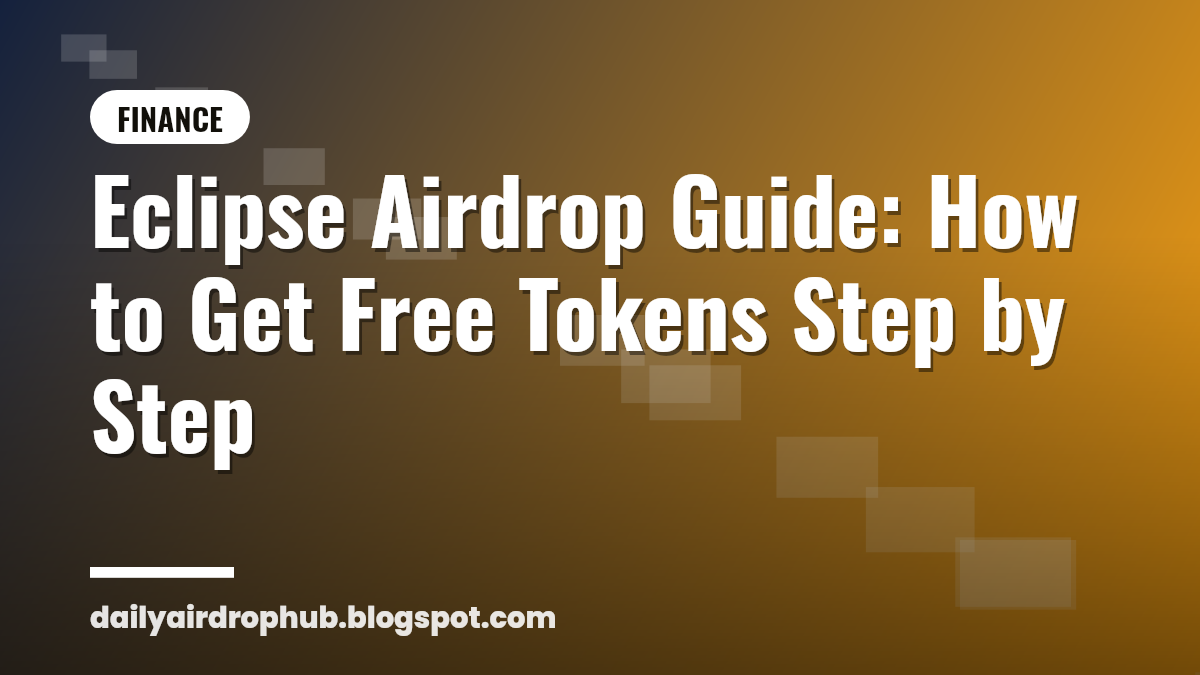 FINANCE
Eclipse Airdrop Guide: How
to Get Free Tokens Step by
Step
dailyairdrophub.blogspot.com